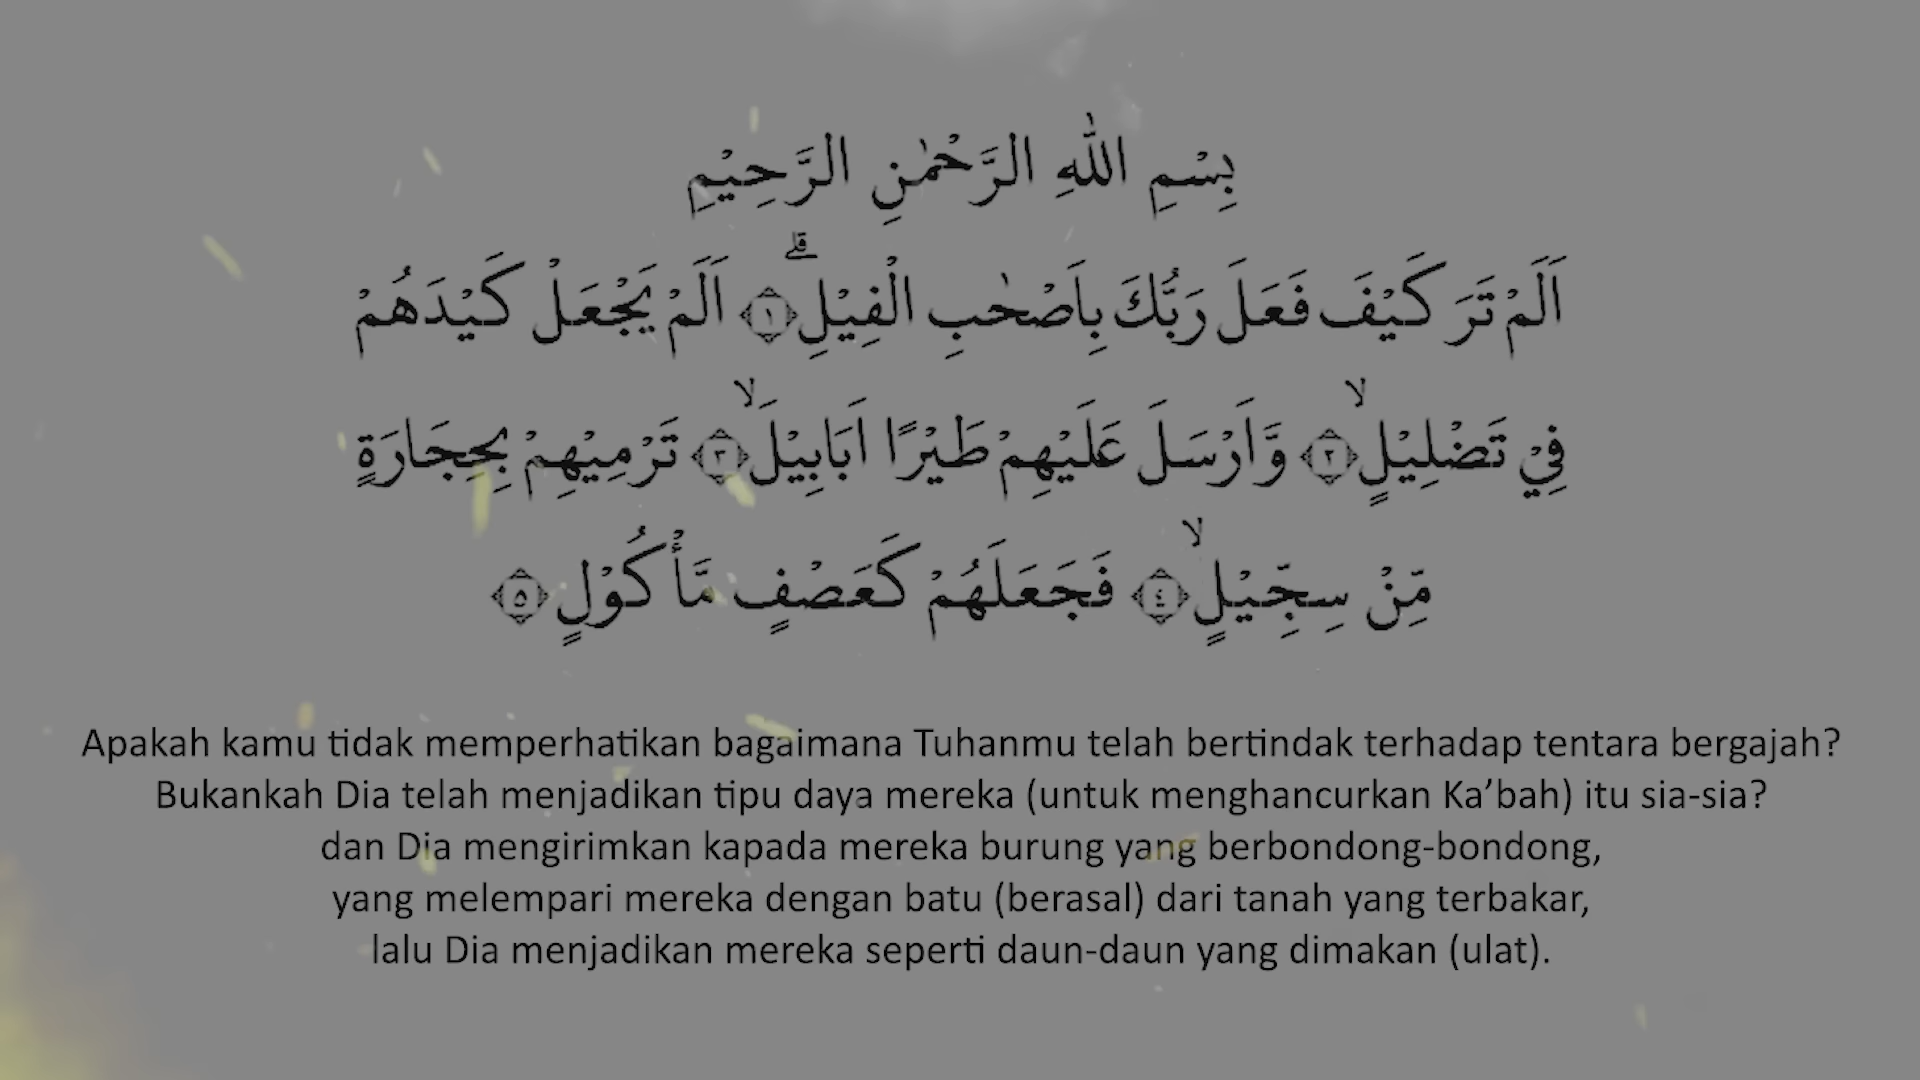 بِسْمِ اللّٰهِ الرَّحْمٰنِ الرَّحِيْمِ
اَلَمْ تَرَ كَيْفَ فَعَلَ رَبُّكَ بِاَصْحٰبِ الْفِيْلِۗ ۝١ اَلَمْ يَجْعَلْ كَيْدَهُمْ
فِيْ تَضْلِيْلٍۙ ۝٢ وَّاَرْسَلَ عَلَيْهِمْ طَيْرًا اَبَابِيْلَۙ ۝٣ تَرْمِيْهِمْ بِحِجَارَةٍ
مِّنْ سِجِّيْلٍۙ ۝٤ فَجَعَلَهُمْ كَعَصْفٍ مَّأْكُوْلٍ ۝٥
Apakah kamu tidak memperhatikan bagaimana Tuhanmu telah bertindak terhadap tentara bergajah?
Bukankah Dia telah menjadikan tipu daya mereka (untuk menghancurkan Ka’bah) itu sia-sia?
dan Dia mengirimkan kapada mereka burung yang berbondong-bondong,
yang melempari mereka dengan batu (berasal) dari tanah yang terbakar,
lalu Dia menjadikan mereka seperti daun-daun yang dimakan (ulat).